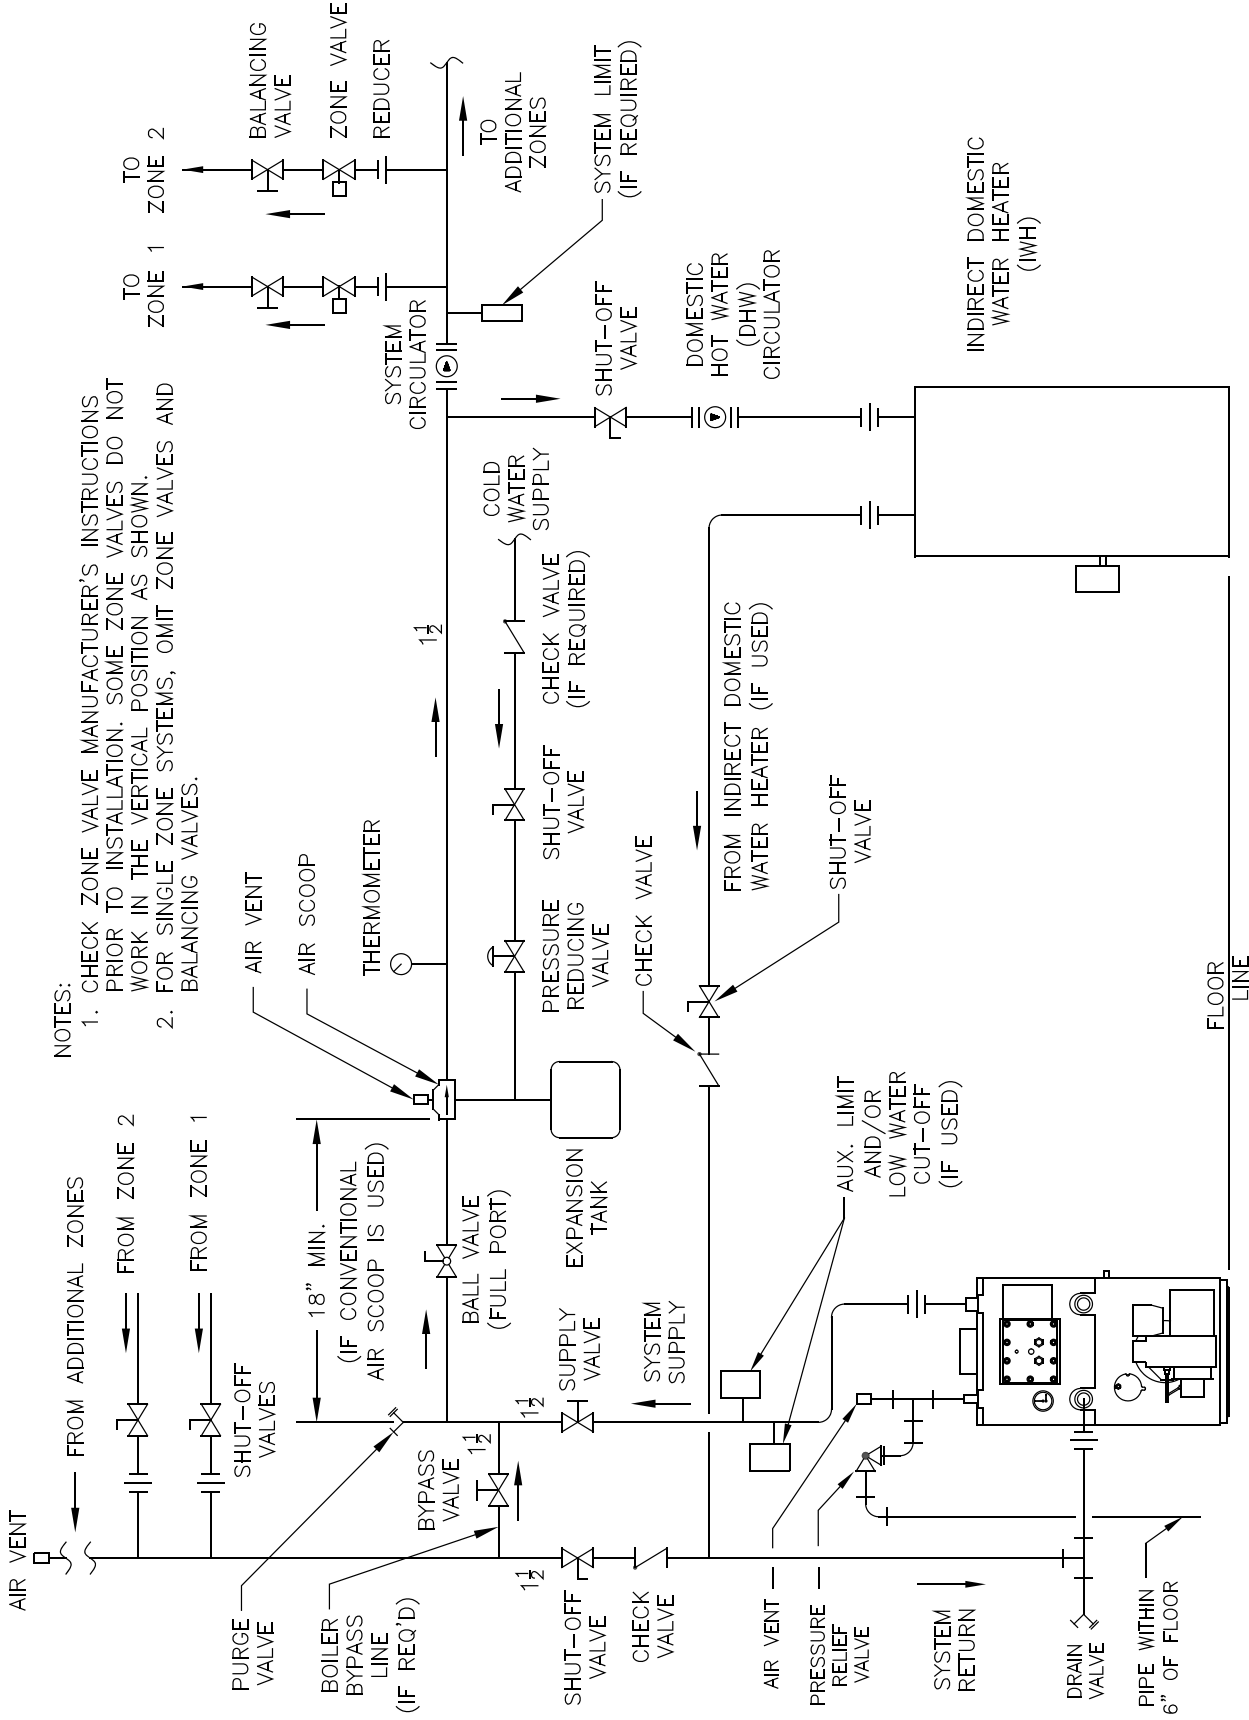 NOTES:
1. CHECK ZONE VALVE MANUFACTURER'S INSTRUCTIONS
PRIOR TO INSTALLATION. SOME ZONE VALVES DO NOT
WORK IN THE VERTICAL POSITION AS SHOWN.
2. FOR SINGLE ZONE SYSTEMS, OMIT ZONE VALVES AND
BALANCING VALVES.
AIR VENT
FROM ADDITIONAL ZONES
FROM ZONE 2
FROM ZONE 1
SHUT-OFF
VALVES
18" MIN.
(IF CONVENTIONAL
AIR SCOOP IS USED)
AIR VENT
AIR SCOOP
THERMOMETER
TO
ZONE 1
TO
ZONE 2
BALANCING
VALVE
ZONE VALVE
REDUCER
SYSTEM
CIRCULATOR
TO
ADDITIONAL
ZONES
SYSTEM LIMIT
(IF REQUIRED)
1 1/2
PURGE
VALVE
BOILER
BYPASS
LINE
(IF REQ'D)
BYPASS
VALVE
1 1/2
1 1/2
1 1/2
BALL VALVE
(FULL PORT)
EXPANSION
TANK
PRESSURE
REDUCING
VALVE
SHUT-OFF
VALVE
CHECK VALVE
(IF REQUIRED)
COLD
WATER
SUPPLY
SHUT-OFF
VALVE
DOMESTIC
HOT WATER
(DHW)
CIRCULATOR
SHUT-OFF
VALVE
CHECK
VALVE
SUPPLY
VALVE
SYSTEM
SUPPLY
CHECK VALVE
SHUT-OFF
VALVE
FROM INDIRECT DOMESTIC
WATER HEATER (IF USED)
INDIRECT DOMESTIC
WATER HEATER
(IWH)
AIR VENT
PRESSURE
RELIEF
VALVE
AUX. LIMIT
AND/OR
LOW WATER
CUT-OFF
(IF USED)
SYSTEM
RETURN
DRAIN
VALVE
PIPE WITHIN
6" OF FLOOR
FLOOR
LINE